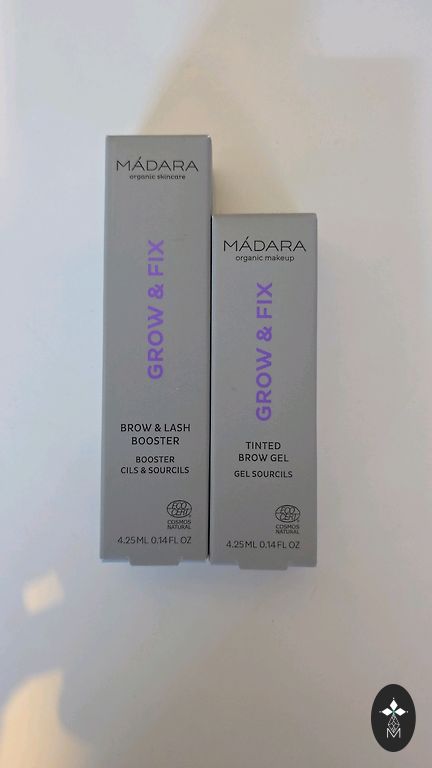 MÁDARA
organic skincare
GROW & FIX
BROW & LASH
BOOSTER
BOOSTER
CILS & SOURCILS
ECO
CERT
COSMOS
NATURAL
4.25 ML 0.14 FL OZ
MÁDARA
organic makeup
GROW & FIX
TINTED
BROW GEL
GEL SOURCILS
ECO
CERT
COSMOS
NATURAL
4.25 ML 0.14 FL OZ
M